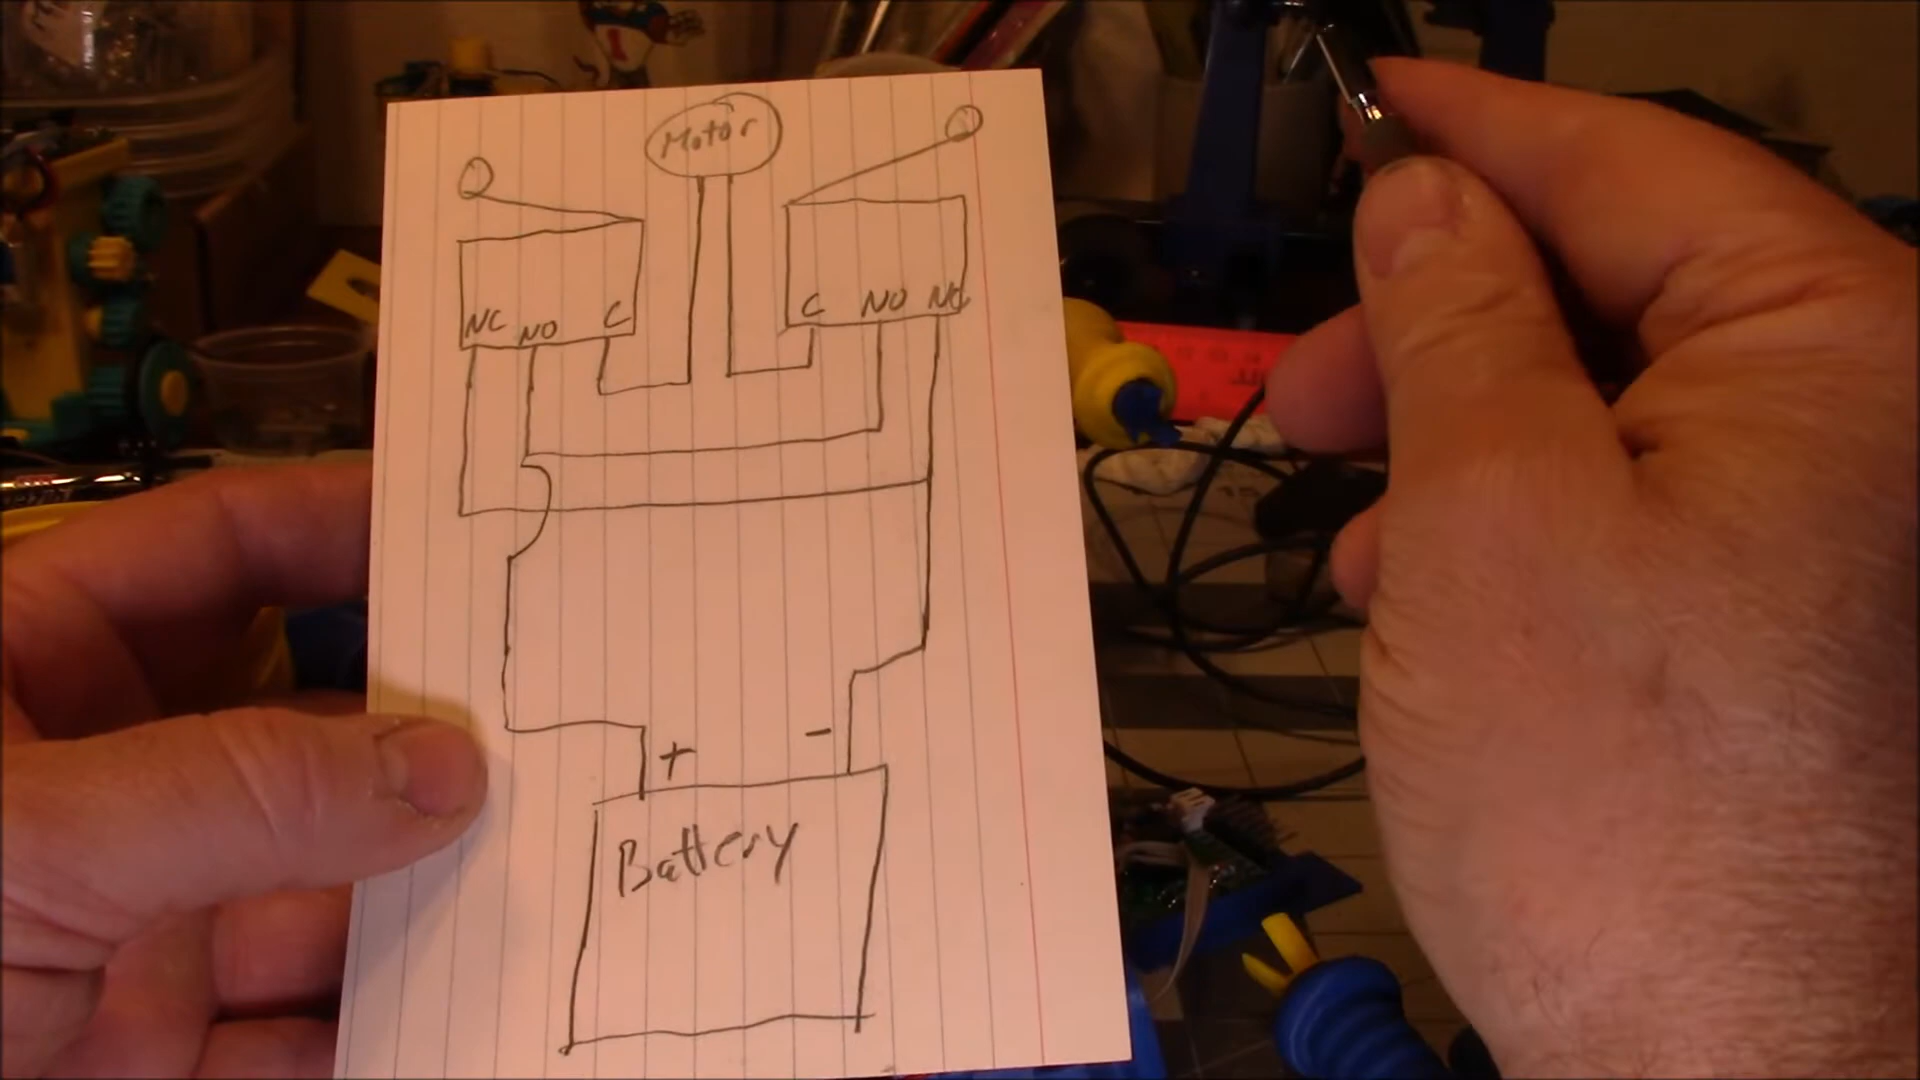 Motor
NC NO C
C NO NC
+ -
Battery